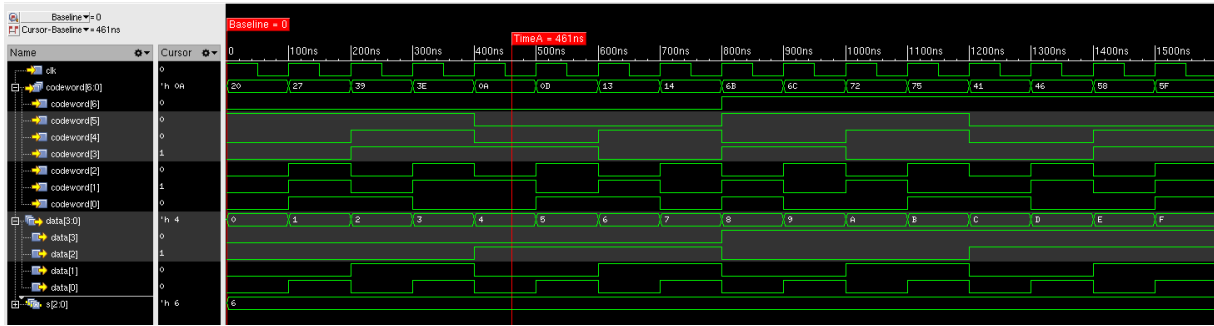 Baseline ▾= 0
Cursor-Baseline ▾= 461ns
Baseline = 0
TimeA = 461ns
Name Cursor 0 100ns 200ns 300ns 400ns 500ns 600ns 700ns 800ns 900ns 1000ns 1100ns 1200ns 1300ns 1400ns 1500ns
clk 0
codeword[6:0] 'h 0A 20 27 39 3E 0A 0D 13 14 6B 6C 72 75 41 46 58 5F
codeword[6] 0
codeword[5] 0
codeword[4] 0
codeword[3] 1
codeword[2] 0
codeword[1] 1
codeword[0] 0
data[3:0] 'h 4 0 1 2 3 4 5 6 7 8 9 A B C D E F
data[3] 0
data[2] 1
data[1] 0
data[0] 0
s[2:0] 'h 6 6